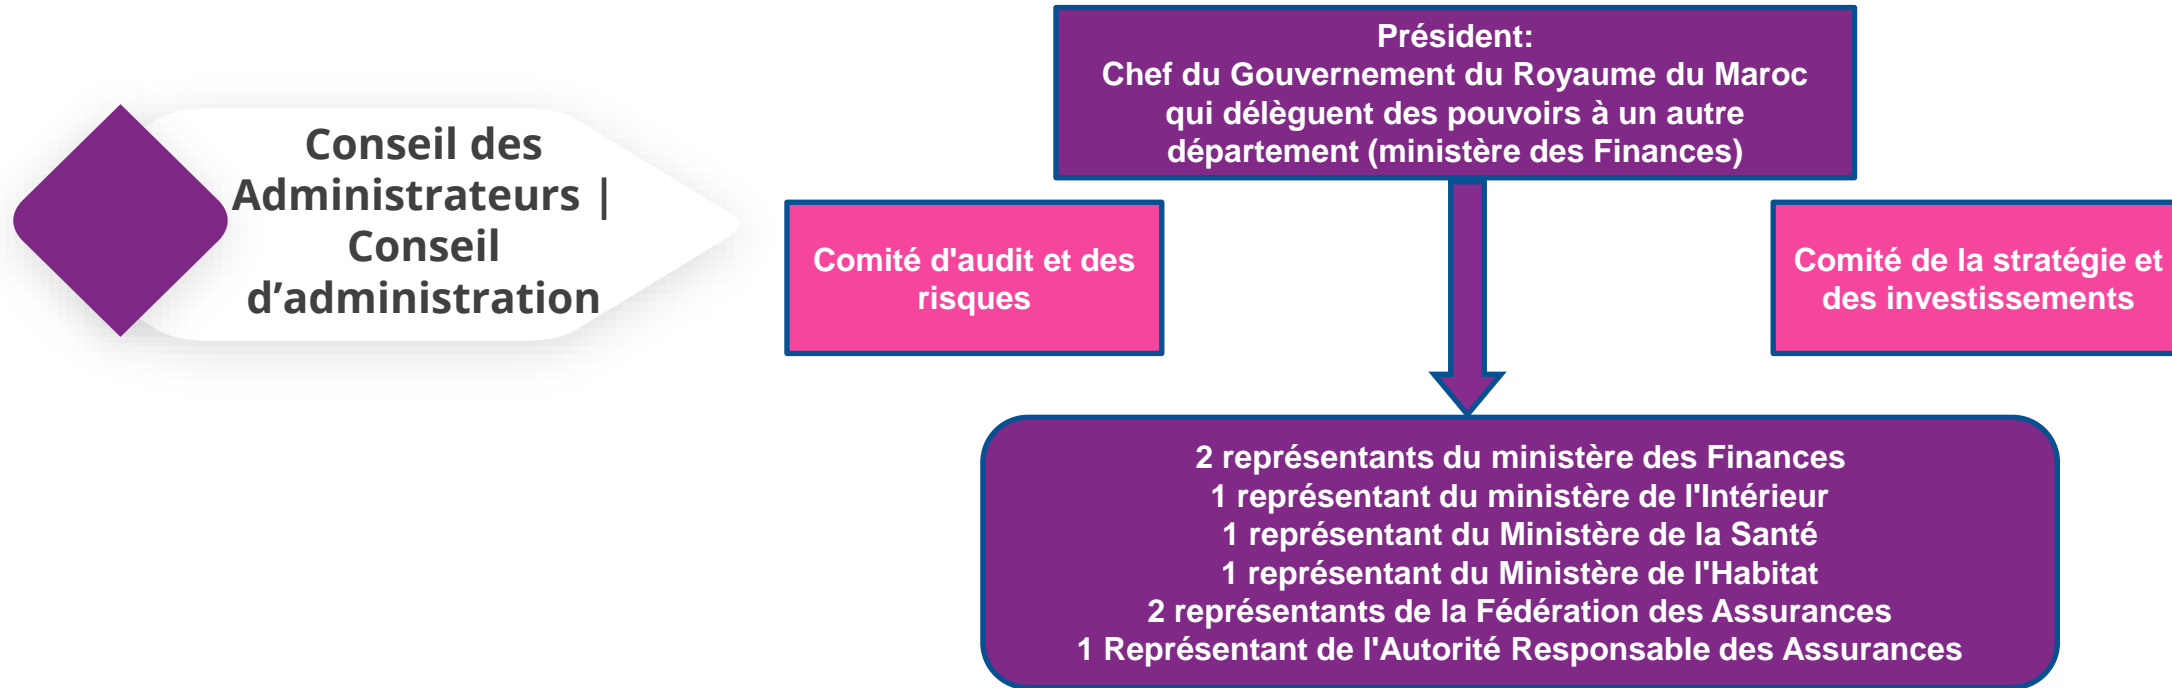 Conseil des
Administrateurs |
Conseil
d’administration
Président:
Chef du Gouvernement du Royaume du Maroc
qui délèguent des pouvoirs à un autre
département (ministère des Finances)
Comité d'audit et des
risques
Comité de la stratégie et
des investissements
2 représentants du ministère des Finances
1 représentant du ministère de l'Intérieur
1 représentant du Ministère de la Santé
1 représentant du Ministère de l'Habitat
2 représentants de la Fédération des Assurances
1 Représentant de l'Autorité Responsable des Assurances